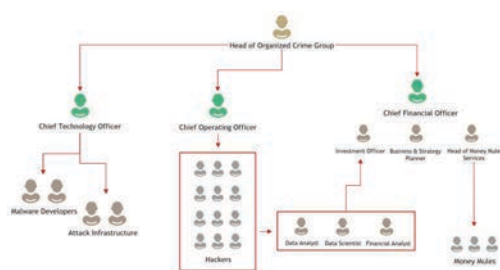 Head of Organized Crime Group
Chief Technology Officer
Chief Operating Officer
Chief Financial Officer
Investment Officer
Business & Strategy
Planner
Head of Money Mule
Services
Malware Developers
Attack Infrastructure
Hackers
Data Analyst
Data Scientist
Financial Analyst
Money Mules